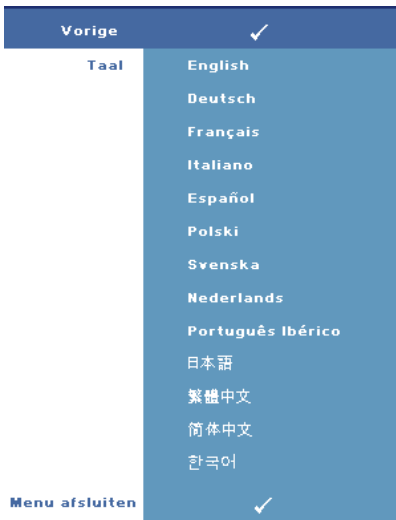 Vorige
Taal English
Deutsch
Français
Italiano
Español
Polski
Svenska
Nederlands
Português Ibérico
日本語
繁體中文
简体中文
한국어
Menu afsluiten